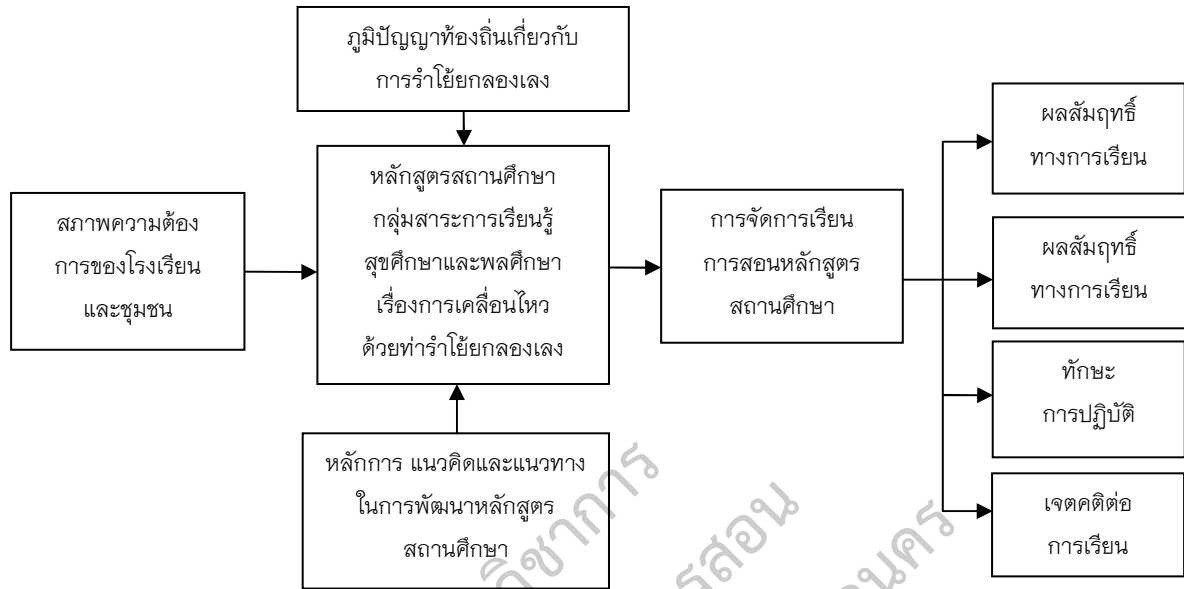 ภูมิปัญญาท้องถิ่นเกี่ยวกับ
การรำโย้ยกลองเลง
สภาพความต้อง
การของโรงเรียน
และชุมชน
หลักสูตรสถานศึกษา
กลุ่มสาระการเรียนรู้
สุขศึกษาและพลศึกษา
เรื่องการเคลื่อนไหว
ด้วยท่ารำโย้ยกลองเลง
หลักการ แนวคิดและแนวทาง
ในการพัฒนาหลักสูตร
สถานศึกษา
การจัดการเรียน
การสอนหลักสูตร
สถานศึกษา
ผลสัมฤทธิ์
ทางการเรียน
ผลสัมฤทธิ์
ทางการเรียน
ทักษะ
การปฏิบัติ
เจตคติต่อ
การเรียน